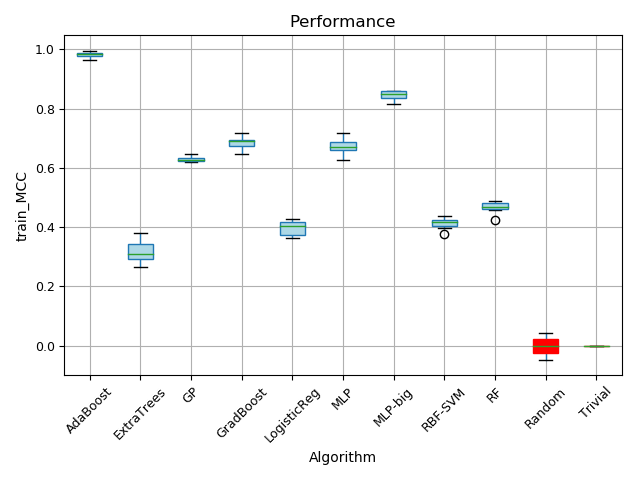 Performance
1.0
0.8
0.6
0.4
0.2
0.0
train_MCC
AdaBoost
ExtraTrees
GP
GradBoost
LogisticReg
MLP
MLP-big
RBF-SVM
RF
Random
Trivial
Algorithm